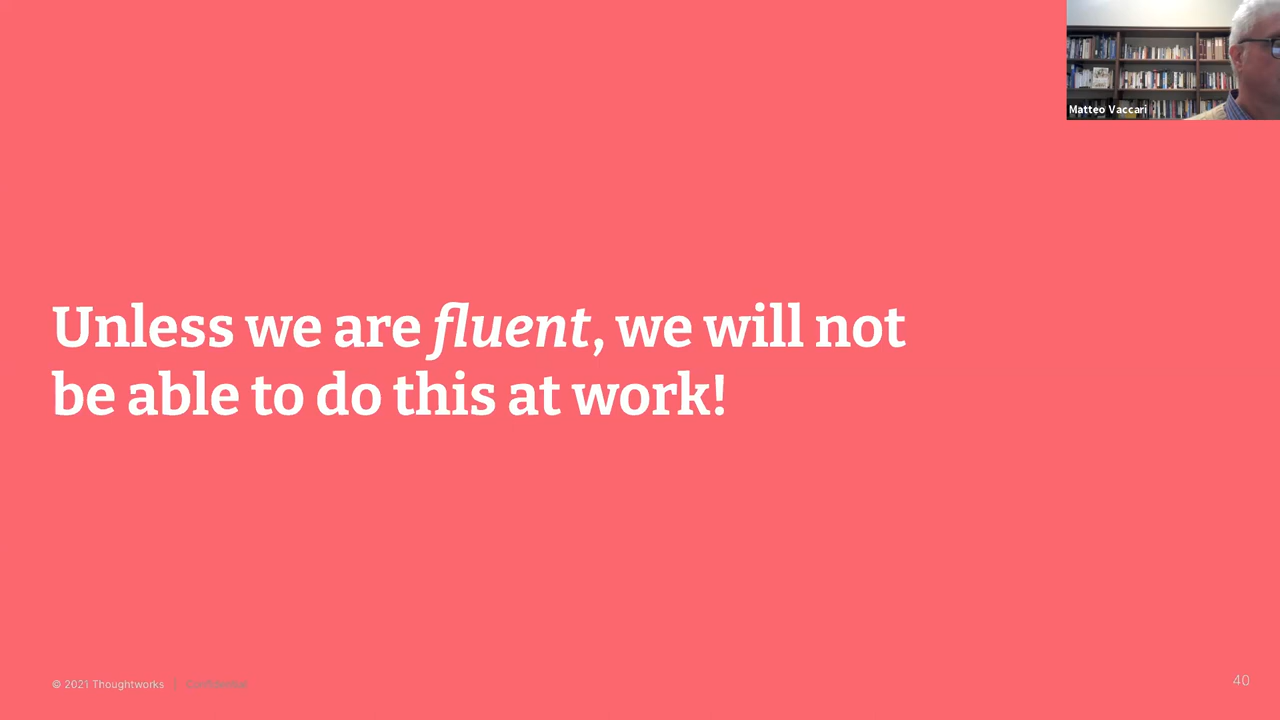 Matteo Vaccari
Unless we are fluent, we will not
be able to do this at work!
© 2021 Thoughtworks | Confidential
40